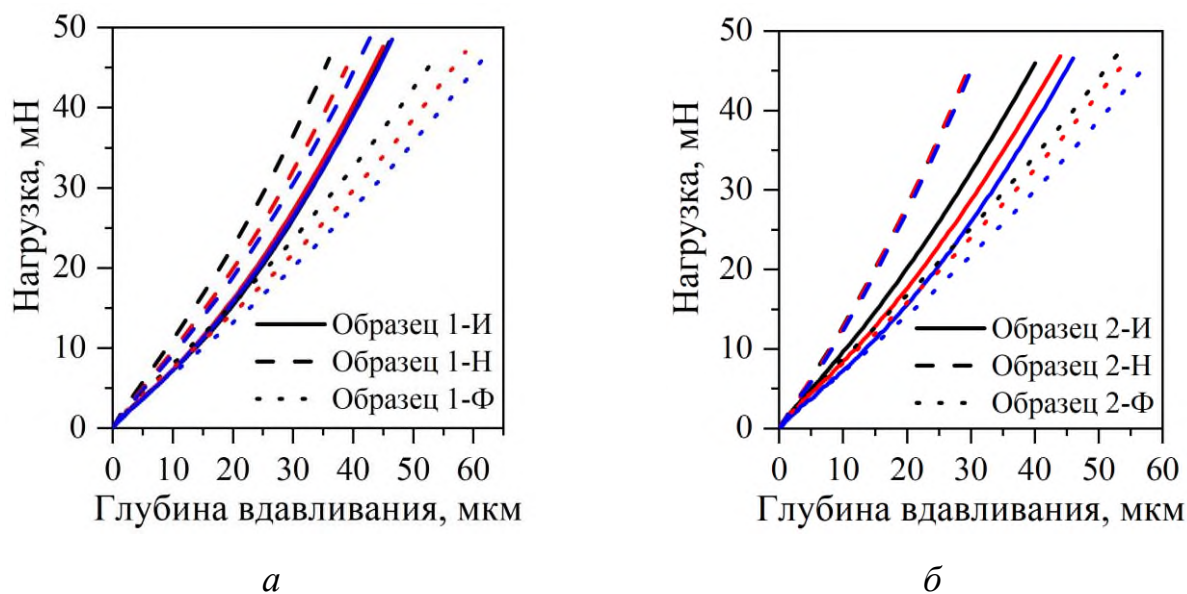 50
40
30
20
10
0
Нагрузка, мН
Образец 1-И
Образец 1-Н
Образец 1-Ф
0 10 20 30 40 50 60
Глубина вдавливания, мкм
а
50
40
30
20
10
0
Нагрузка, мН
Образец 2-И
Образец 2-Н
Образец 2-Ф
0 10 20 30 40 50 60
Глубина вдавливания, мкм
б